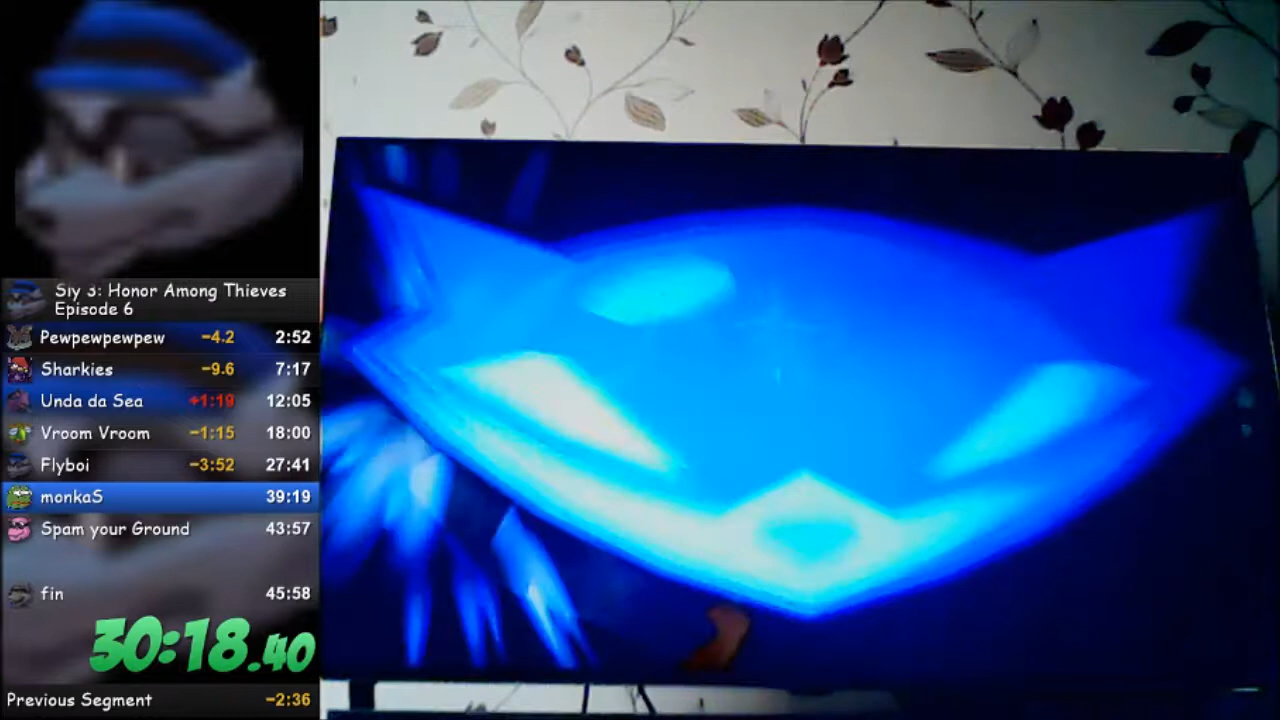 Sly 3: Honor Among Thieves
Episode 6
Pewpewpewpew -4.2 2:52
Sharkies -9.6 7:17
Unda da Sea +1:19 12:05
Vroom Vroom -1:15 18:00
Flyboi -3:52 27:41
monkaS 39:19
Spam your Ground 43:57
fin 45:58
30:18.40
Previous Segment -2:36